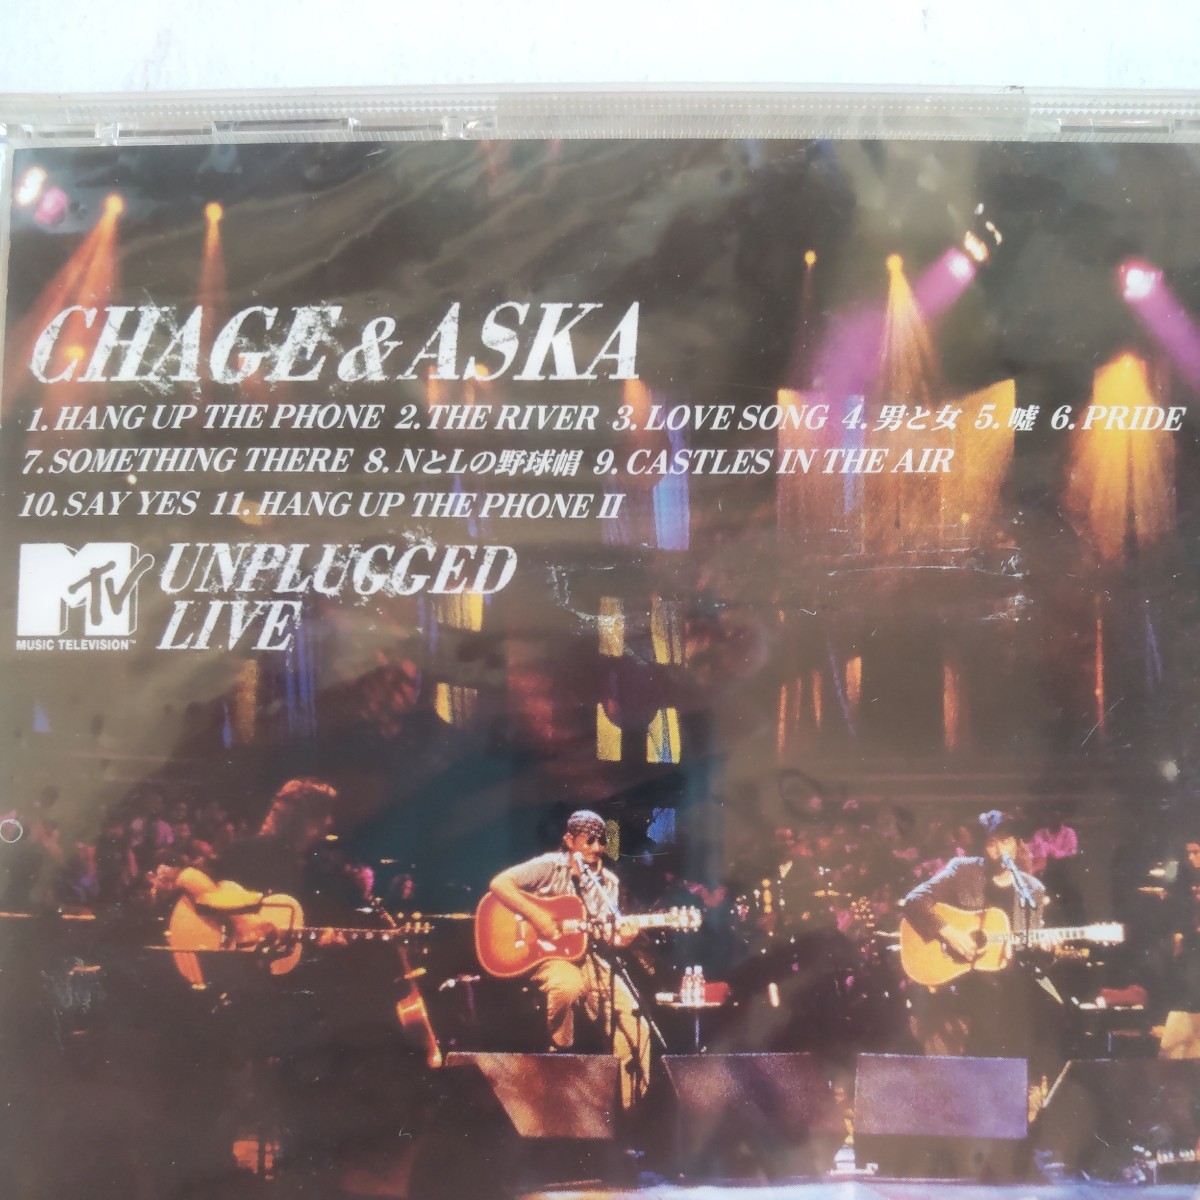 CHAGE & ASKA
1. HANG UP THE PHONE 2. THE RIVER 3. LOVE SONG 4. 男と女 5. 嘘 6. PRIDE
7. SOMETHING THERE 8. NとLの野球帽 9. CASTLES IN THE AIR
10. SAY YES 11. HANG UP THE PHONE II
MTV
MUSIC TELEVISION™
UNPLUGGED
LIVE